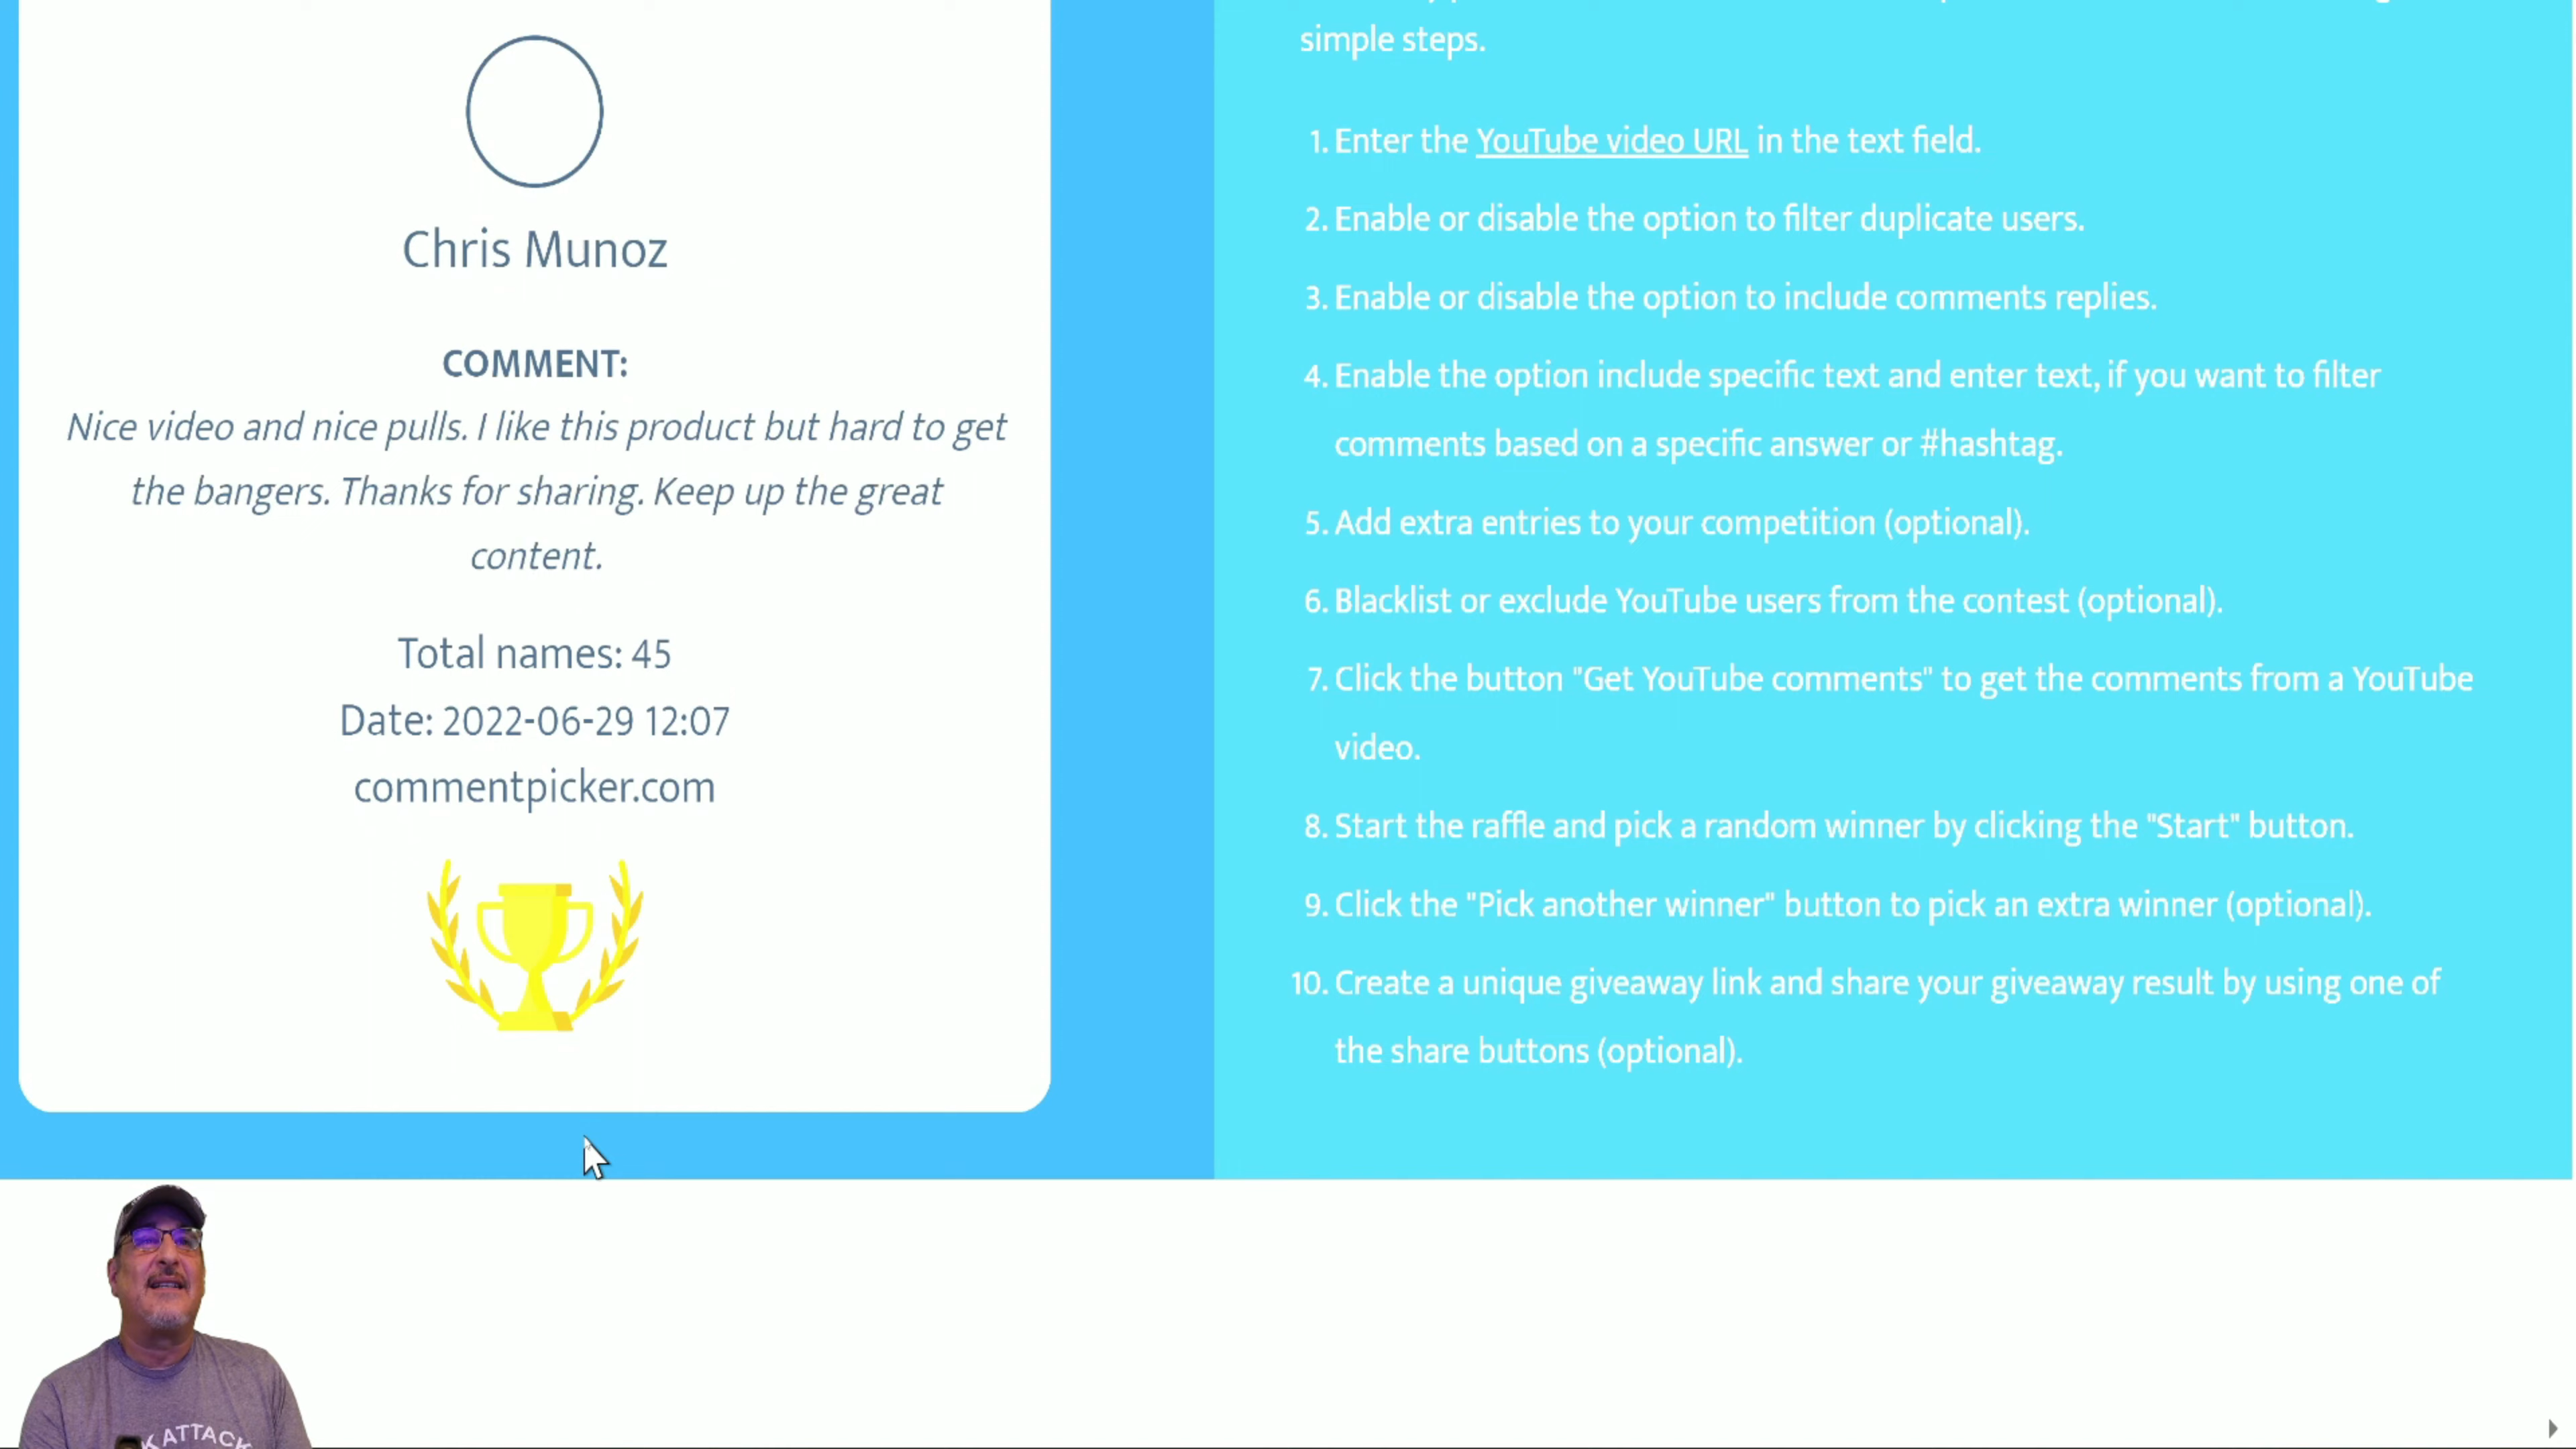 simple steps.
Chris Munoz
COMMENT:
Nice video and nice pulls. I like this product but hard to get
the bangers. Thanks for sharing. Keep up the great
content.
Total names: 45
Date: 2022-06-29 12:07
commentpicker.com
1. Enter the YouTube video URL in the text field.
2. Enable or disable the option to filter duplicate users.
3. Enable or disable the option to include comments replies.
4. Enable the option include specific text and enter text, if you want to filter
comments based on a specific answer or #hashtag.
5. Add extra entries to your competition (optional).
6. Blacklist or exclude YouTube users from the contest (optional).
7. Click the button "Get YouTube comments" to get the comments from a YouTube
video.
8. Start the raffle and pick a random winner by clicking the "Start" button.
9. Click the "Pick another winner" button to pick an extra winner (optional).
10. Create a unique giveaway link and share your giveaway result by using one of
the share buttons (optional).
ATTACK